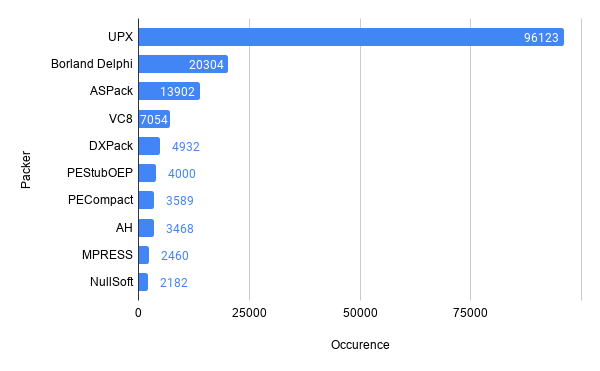 UPX 96123
Borland Delphi 20304
ASPack 13902
VC8 7054
DXPack 4932
PEStubOEP 4000
PECompact 3589
AH 3468
MPRESS 2460
NullSoft 2182
Packer
0 25000 50000 75000
Occurence